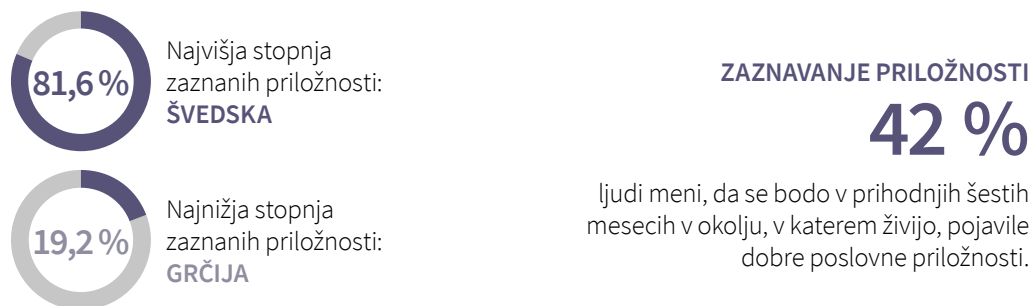 81,6 %
Najvišja stopnja
zaznanih priložnosti:
ŠVEDSKA
19,2 %
Najnižja stopnja
zaznanih priložnosti:
GRČIJA
ZAZNAVANJE PRILOŽNOSTI
42 %
ljudi meni, da se bodo v prihodnjih šestih
mesecih v okolju, v katerem živijo, pojavile
dobre poslovne priložnosti.